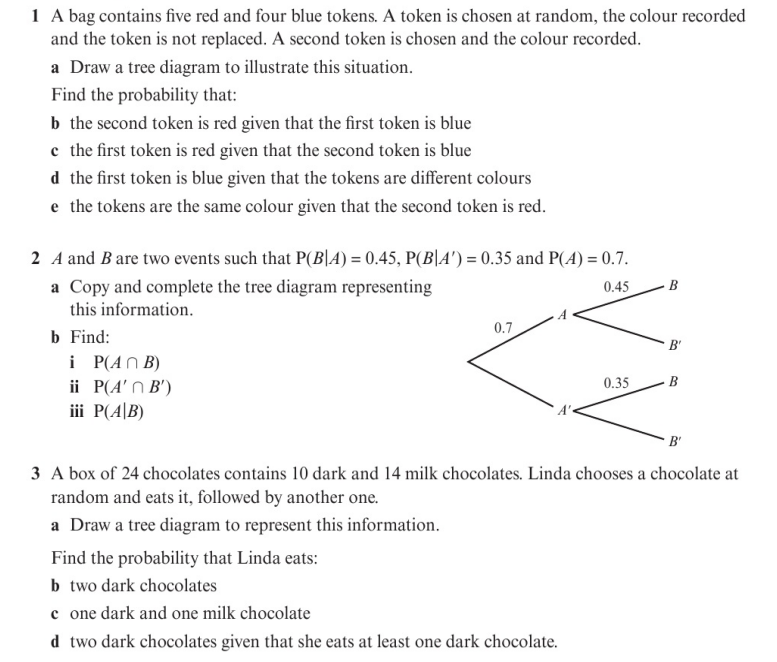 1 A bag contains five red and four blue tokens. A token is chosen at random, the colour recorded
and the token is not replaced. A second token is chosen and the colour recorded.
a Draw a tree diagram to illustrate this situation.
Find the probability that:
b the second token is red given that the first token is blue
c the first token is red given that the second token is blue
d the first token is blue given that the tokens are different colours
e the tokens are the same colour given that the second token is red.
2 A and B are two events such that P(B|A) = 0.45, P(B|A′) = 0.35 and P(A) = 0.7.
a Copy and complete the tree diagram representing
this information.
b Find:
i P(A ∩ B)
ii P(A′ ∩ B′)
iii P(A|B)
0.7
A
0.45
B
B′
A′
0.35
B
B′
3 A box of 24 chocolates contains 10 dark and 14 milk chocolates. Linda chooses a chocolate at
random and eats it, followed by another one.
a Draw a tree diagram to represent this information.
Find the probability that Linda eats:
b two dark chocolates
c one dark and one milk chocolate
d two dark chocolates given that she eats at least one dark chocolate.